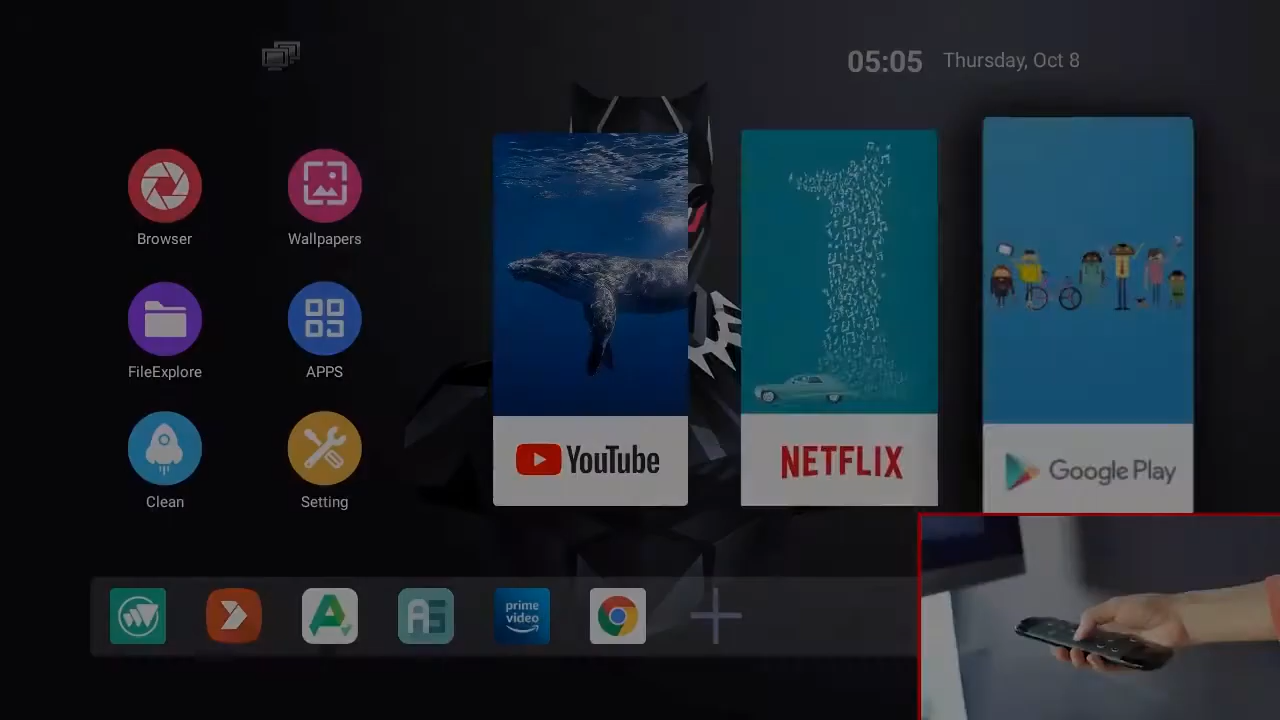 05:05 Thursday, Oct 8
Browser
Wallpapers
FileExplore
APPS
Clean
Setting
YouTube
NETFLIX
Google Play
prime
video